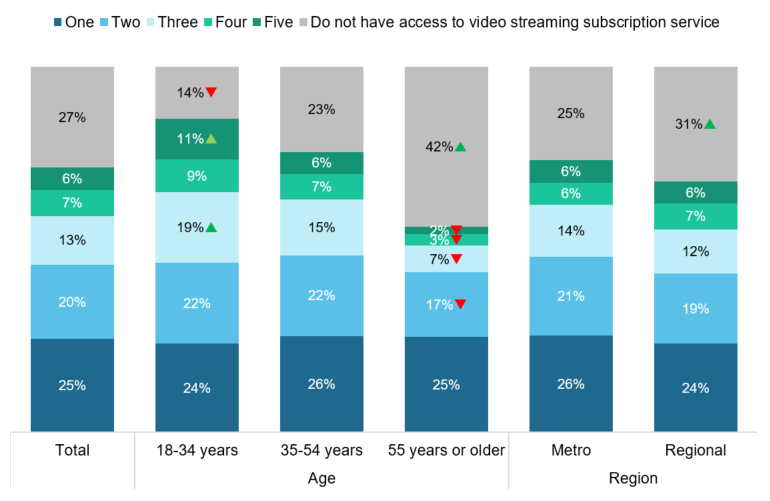 One Two Three Four Five Do not have access to video streaming subscription service
27% 14% 23% 42% 25% 31%
6% 11% 6% 2% 6% 6%
7% 9% 7% 3% 6% 7%
13% 19% 15% 7% 14% 12%
20% 22% 22% 17% 21% 19%
25% 24% 26% 25% 26% 24%
Total 18-34 years 35-54 years 55 years or older Metro Regional
Age Region